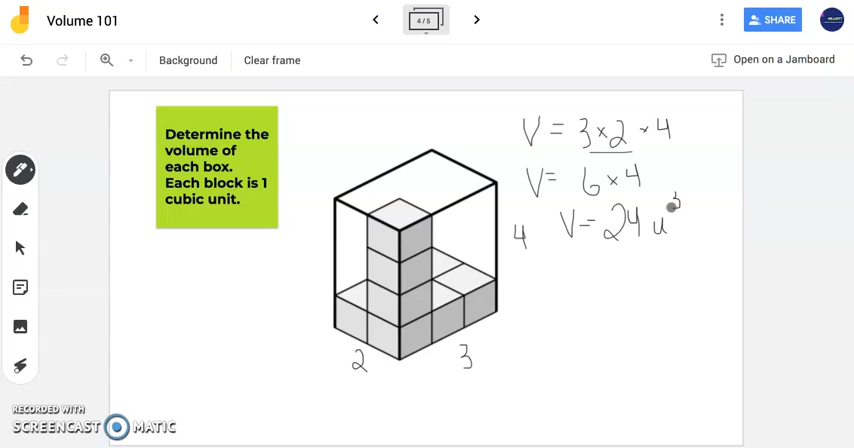 Volume 101
4 / 5
SHARE
Background
Clear frame
Open on a Jamboard
Determine the
volume of
each box.
Each block is 1
cubic unit.
V = 3 × 2 × 4
V = 6 × 4
V = 24 u³
4
2
3
RECORDED WITH
SCREENCAST MATIC